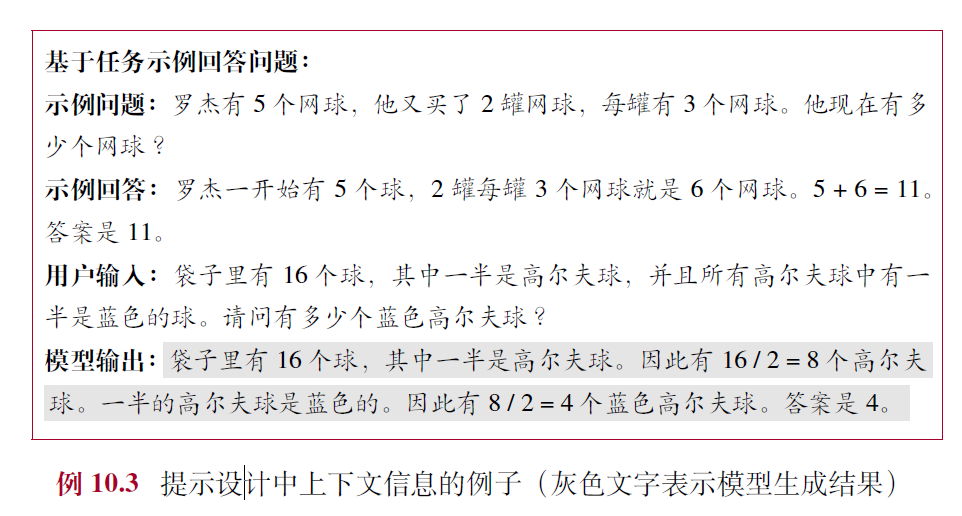 基于任务示例回答问题：
示例问题：罗杰有 5 个网球，他又买了 2 罐网球，每罐有 3 个网球。他现在有多
少个网球？
示例回答：罗杰一开始有 5 个球，2 罐每罐 3 个网球就是 6 个网球。5 + 6 = 11。
答案是 11。
用户输入：袋子里有 16 个球，其中一半是高尔夫球，并且所有高尔夫球中有一
半是蓝色的球。请问有多少个蓝色高尔夫球？
模型输出：袋子里有 16 个球，其中一半是高尔夫球。因此有 16 / 2 = 8 个高尔夫
球。一半的高尔夫球是蓝色的。因此有 8 / 2 = 4 个蓝色高尔夫球。答案是 4。
例 10.3 提示设计中上下文信息的例子（灰色文字表示模型生成结果）